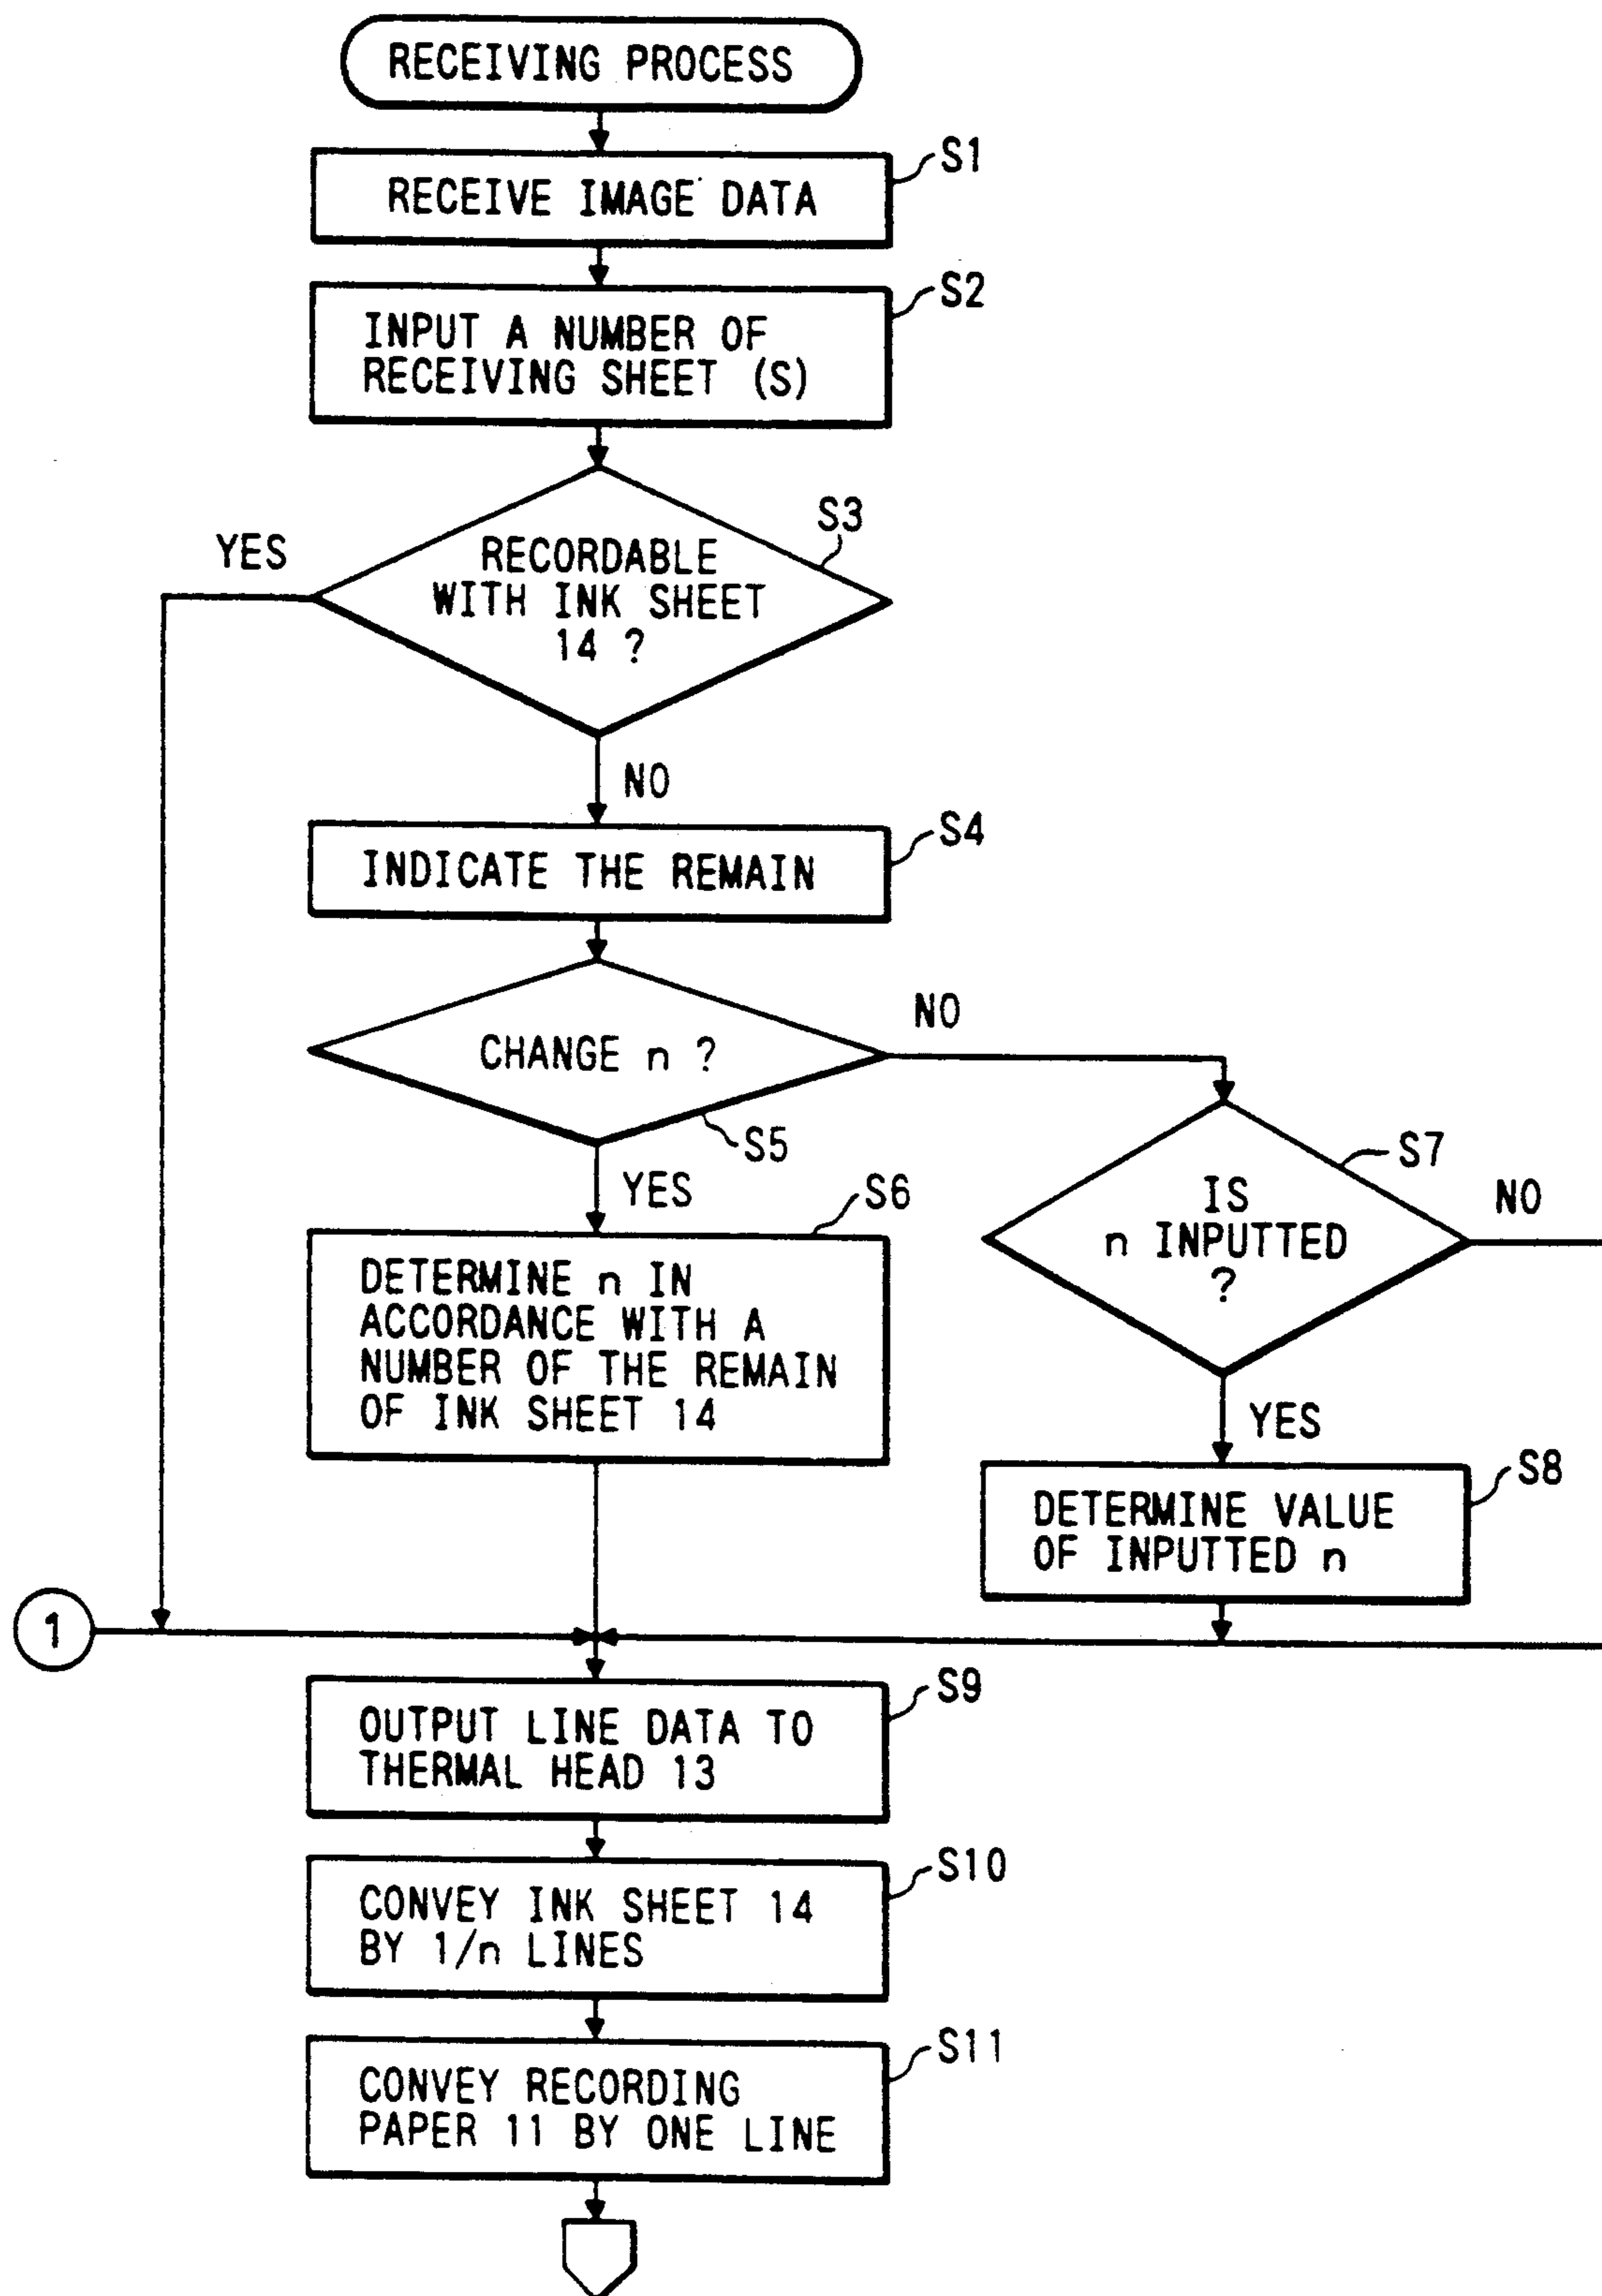 RECEIVING PROCESS
S1
RECEIVE IMAGE DATA
S2
INPUT A NUMBER OF
RECEIVING SHEET (S)
S3
YES
RECORDABLE
WITH INK SHEET
14 ?
NO
S4
INDICATE THE REMAIN
NO
CHANGE n ?
S5
YES
S6
DETERMINE n IN
ACCORDANCE WITH A
NUMBER OF THE REMAIN
OF INK SHEET 14
S7
IS
n INPUTTED
?
NO
YES
S8
DETERMINE VALUE
OF INPUTTED n
1
S9
OUTPUT LINE DATA TO
THERMAL HEAD 13
S10
CONVEY INK SHEET 14
BY 1/n LINES
S11
CONVEY RECORDING
PAPER 11 BY ONE LINE